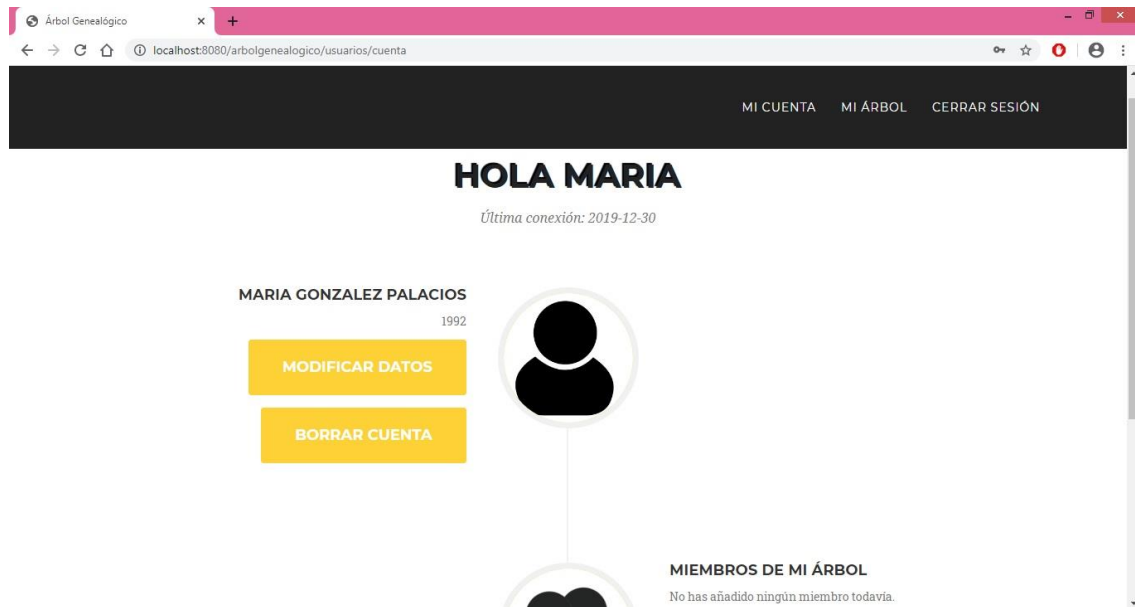 Árbol Genealógico
localhost:8080/arbolgenealogico/usuarios/cuenta
MI CUENTA MI ÁRBOL CERRAR SESIÓN
HOLA MARIA
Última conexión: 2019-12-30
MARIA GONZALEZ PALACIOS
1992
MODIFICAR DATOS
BORRAR CUENTA
MIEMBROS DE MI ÁRBOL
No has añadido ningún miembro todavía.